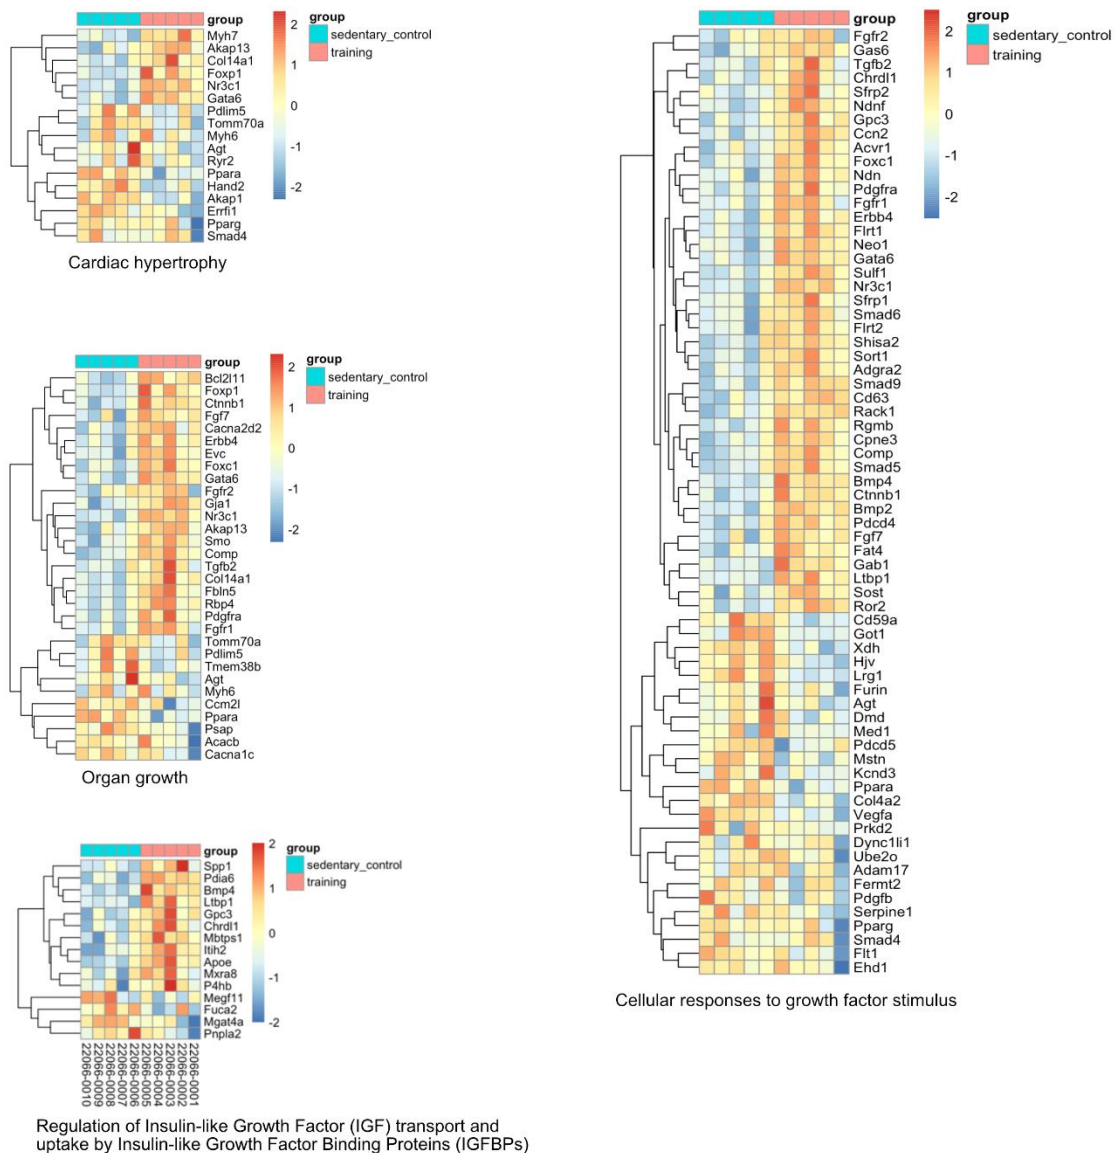 group
Myh7
Akap13
Col14a1
Foxp1
Nr3c1
Gata6
Pdlim5
Tomm70a
Myh6
Agt
Ryr2
Ppara
Hand2
Akap1
Errfi1
Pparg
Smad4
2
1
0
-1
-2
group
sedentary_control
training
Cardiac hypertrophy
group
Bcl2l11
Foxp1
Ctnnb1
Fgf7
Cacna2d2
Erbb4
Evc
Foxc1
Gata6
Fgfr2
Gja1
Nr3c1
Akap13
Smo
Comp
Tgfb2
Col14a1
Fbln5
Rbp4
Pdgfra
Fgfr1
Tomm70a
Pdlim5
Tmem38b
Agt
Myh6
Ccm2l
Ppara
Psap
Acacb
Cacna1c
2
1
0
-1
-2
group
sedentary_control
training
Organ growth
group
Spp1
Pdia6
Bmp4
Ltbp1
Gpc3
Chrdl1
Mbtps1
Itih2
Apoe
Mxra8
P4hb
Megf11
Fuca2
Mgat4a
Pnpla2
2
1
0
-1
-2
group
sedentary_control
training
22066-0010
22066-0009
22066-0008
22066-0007
22066-0006
22066-0005
22066-0004
22066-0003
22066-0002
22066-0001
Regulation of Insulin-like Growth Factor (IGF) transport and
uptake by Insulin-like Growth Factor Binding Proteins (IGFBPs)
group
Fgfr2
Gas6
Tgfb2
Chrdl1
Sfrp2
Ndnf
Gpc3
Ccn2
Acvr1
Foxc1
Ndn
Pdgfra
Fgfr1
Erbb4
Flrt1
Neo1
Gata6
Sulf1
Nr3c1
Sfrp1
Smad6
Flrt2
Shisa2
Sort1
Adgra2
Smad9
Cd63
Rack1
Rgmb
Cpne3
Comp
Smad5
Bmp4
Ctnnb1
Bmp2
Pdcd4
Fgf7
Fat4
Gab1
Ltbp1
Sost
Ror2
Cd59a
Got1
Xdh
Hjv
Lrg1
Furin
Agt
Dmd
Med1
Pdcd5
Mstn
Kcnd3
Ppara
Col4a2
Vegfa
Prkd2
Dync1li1
Ube2o
Adam17
Fermt2
Pdgfb
Serpine1
Pparg
Smad4
Flt1
Ehd1
2
1
0
-1
-2
group
sedentary_control
training
Cellular responses to growth factor stimulus